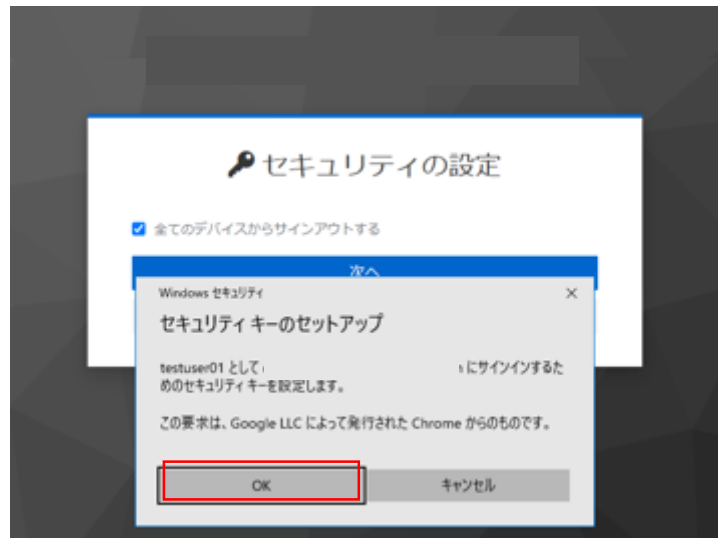 セキュリティの設定
全てのデバイスからサインアウトする
次へ
Windows セキュリティ
セキュリティ キーのセットアップ
testuser01 として にサインインするた
めのセキュリティ キーを設定します。
この要求は、Google LLC によって発行された Chrome からのものです。
OK
キャンセル